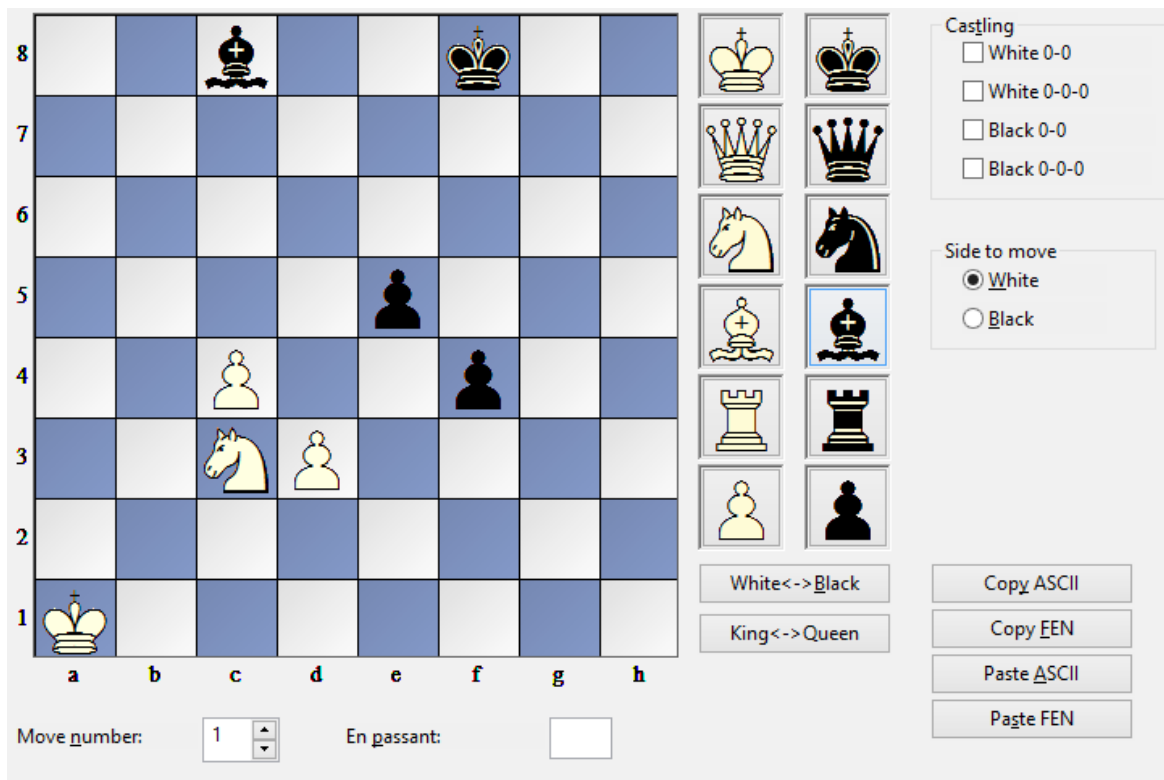 8
7
6
5
4
3
2
1
a b c d e f g h
Castling
White 0-0
White 0-0-0
Black 0-0
Black 0-0-0
Side to move
White
Black
White<->Black
King<->Queen
Copy ASCII
Copy FEN
Paste ASCII
Paste FEN
Move number: 1 En passant: